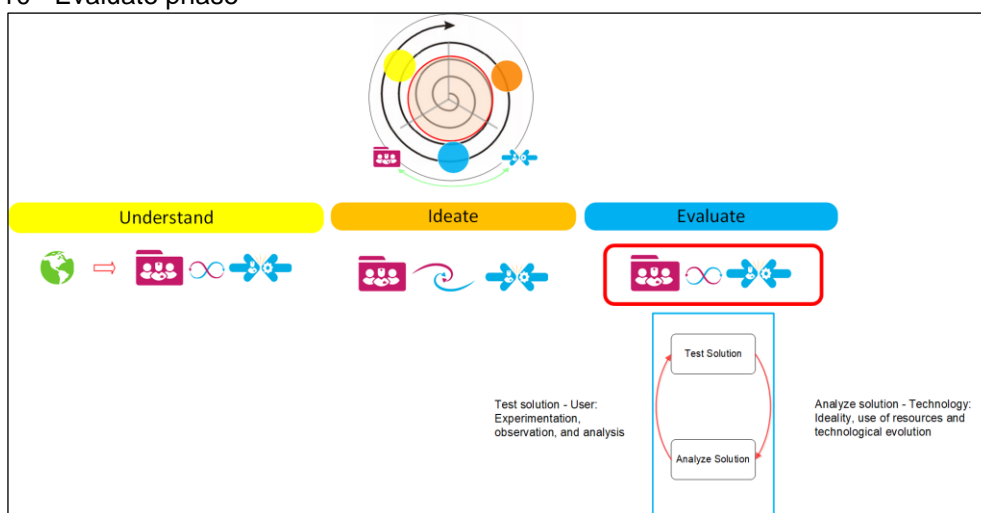 10 - Evaluate phase
Understand
Ideate
Evaluate
Test Solution
Test solution - User:
Experimentation,
observation, and analysis
Analyze solution - Technology:
Ideality, use of resources and
technological evolution
Analyze Solution